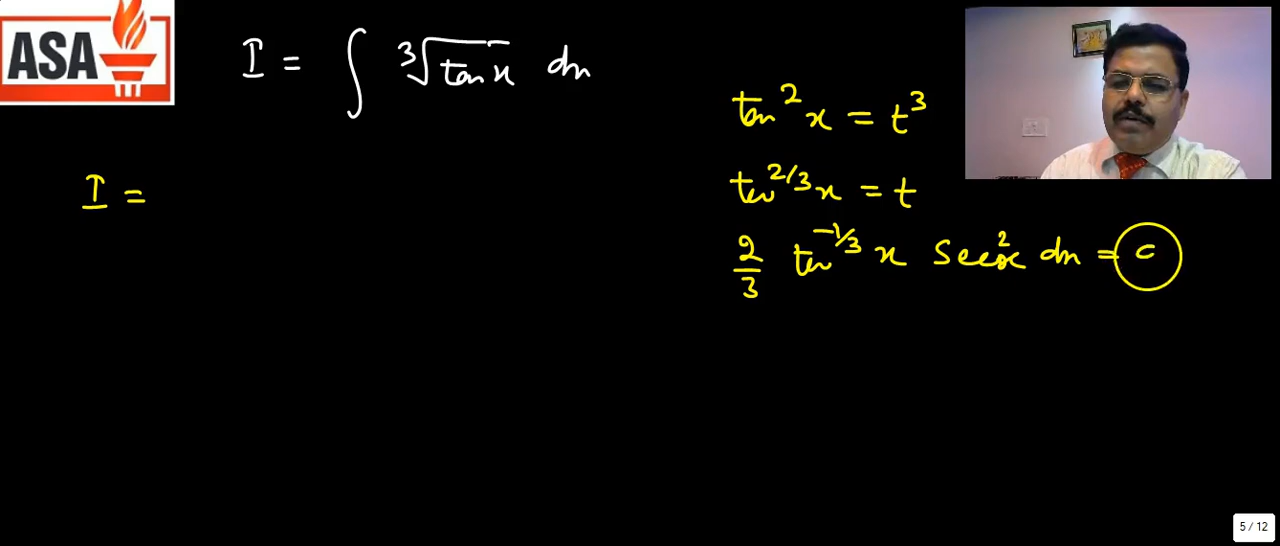 ASA
I = ∫ ∛(tan x) dx
tan²x = t³
I =
tan^(2/3) x = t
2/3 tan^(-1/3) x sec²x dx =
5 / 12